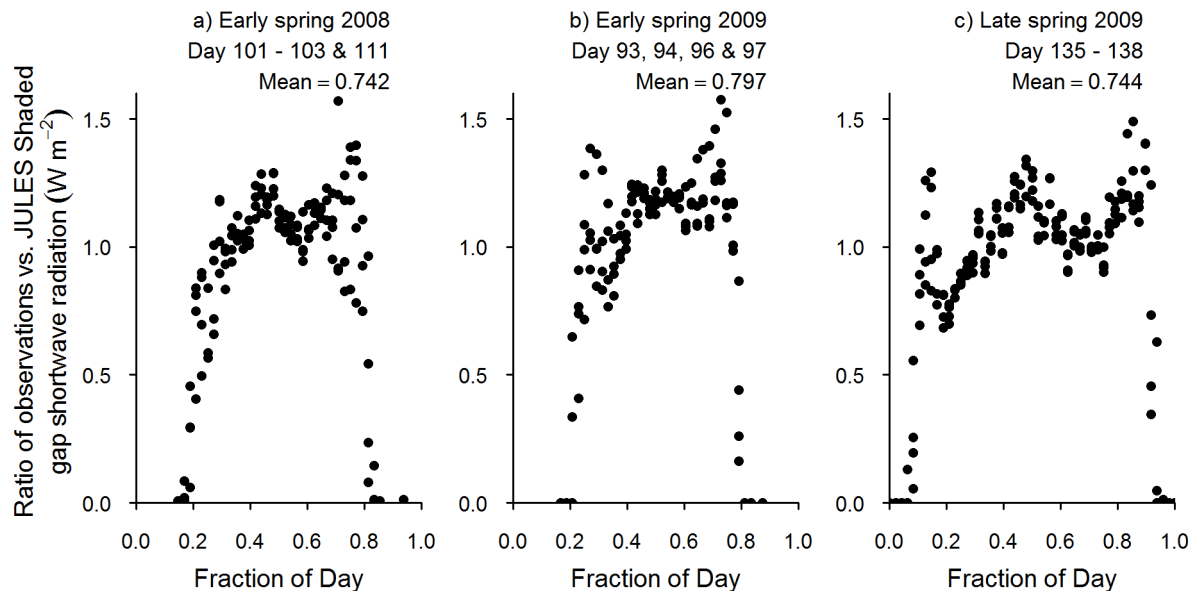 a) Early spring 2008
Day 101 - 103 & 111
Mean = 0.742
b) Early spring 2009
Day 93, 94, 96 & 97
Mean = 0.797
c) Late spring 2009
Day 135 - 138
Mean = 0.744
Ratio of observations vs. JULES Shaded
gap shortwave radiation (W m⁻²)
1.5
1.0
0.5
0.0
0.0 0.2 0.4 0.6 0.8 1.0
Fraction of Day
1.5
1.0
0.5
0.0
0.0 0.2 0.4 0.6 0.8 1.0
Fraction of Day
1.5
1.0
0.5
0.0
0.0 0.2 0.4 0.6 0.8 1.0
Fraction of Day